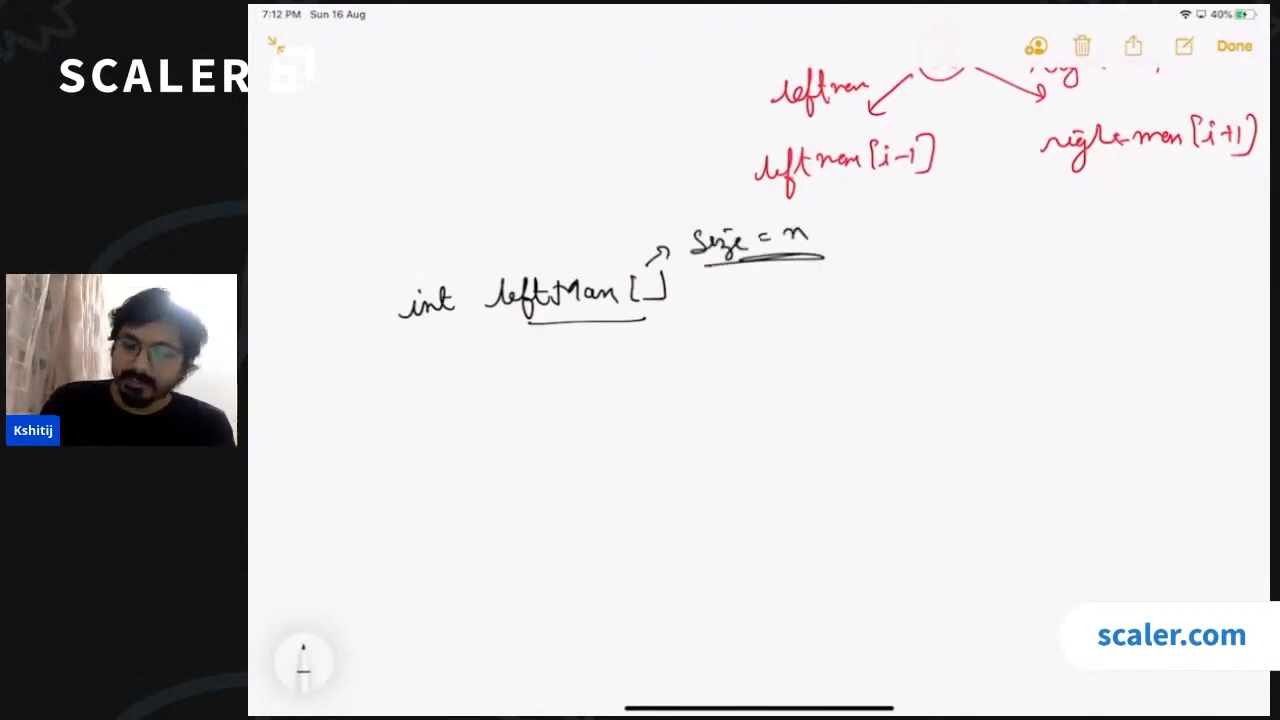 7:12 PM Sun 16 Aug
40%
SCALER
Done
leftmax
leftmax[i-1]
right-max[i+1]
Size = n
int leftMax[]
Kshitij
scaler.com